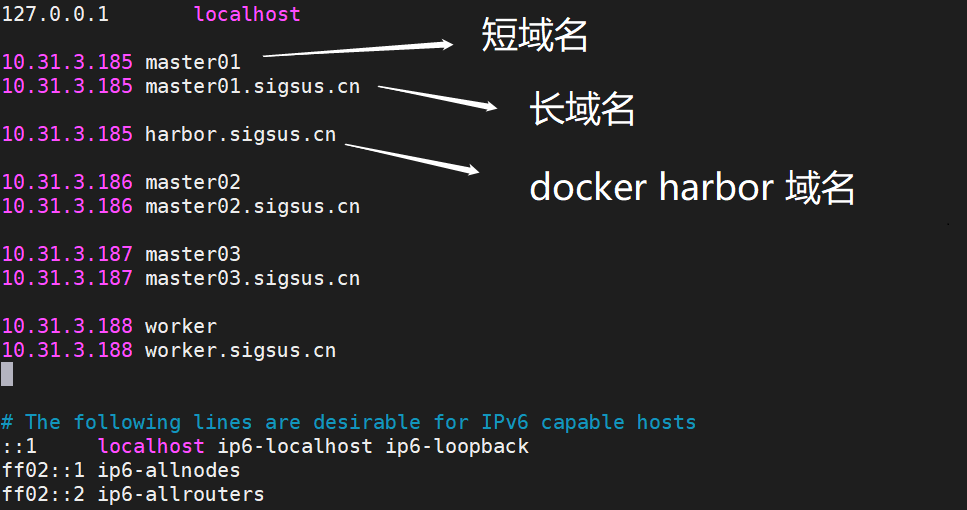 127.0.0.1       localhost
10.31.3.185 master01
短域名
10.31.3.185 master01.sigsus.cn
长域名
10.31.3.185 harbor.sigsus.cn
docker harbor 域名
10.31.3.186 master02
10.31.3.186 master02.sigsus.cn
10.31.3.187 master03
10.31.3.187 master03.sigsus.cn
10.31.3.188 worker
10.31.3.188 worker.sigsus.cn
# The following lines are desirable for IPv6 capable hosts
::1     localhost ip6-localhost ip6-loopback
ff02::1 ip6-allnodes
ff02::2 ip6-allrouters